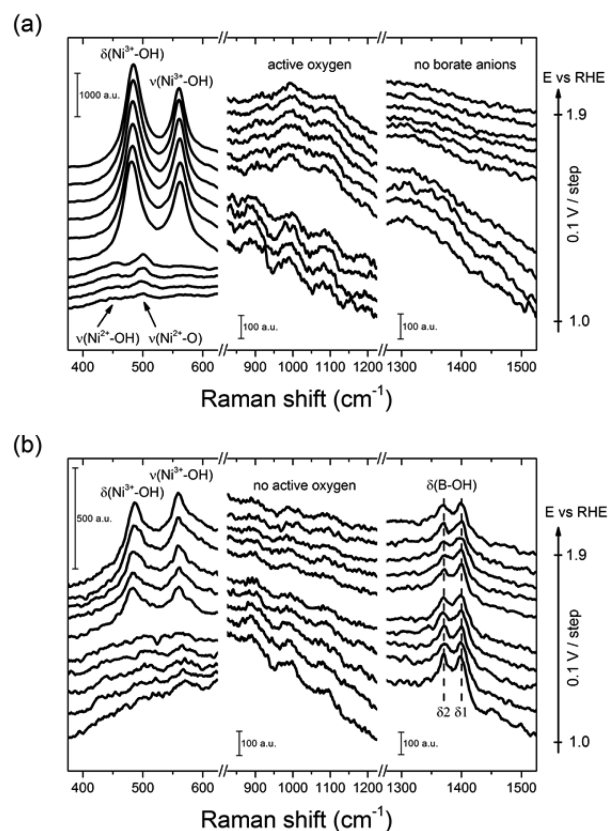 (a)
δ(Ni³⁺-OH)
ν(Ni³⁺-OH)
1000 a.u.
active oxygen
no borate anions
E vs RHE
1.9
0.1 V / step
1.0
ν(Ni²⁺-OH) ν(Ni²⁺-O)
100 a.u.
100 a.u.
400 500 600 900 1000 1100 1200 1300 1400 1500
Raman shift (cm⁻¹)
(b)
ν(Ni³⁺-OH)
δ(Ni³⁺-OH)
500 a.u.
no active oxygen
δ(B-OH)
E vs RHE
1.9
0.1 V / step
1.0
δ2 δ1
100 a.u.
100 a.u.
400 500 600 900 1000 1100 1200 1300 1400 1500
Raman shift (cm⁻¹)